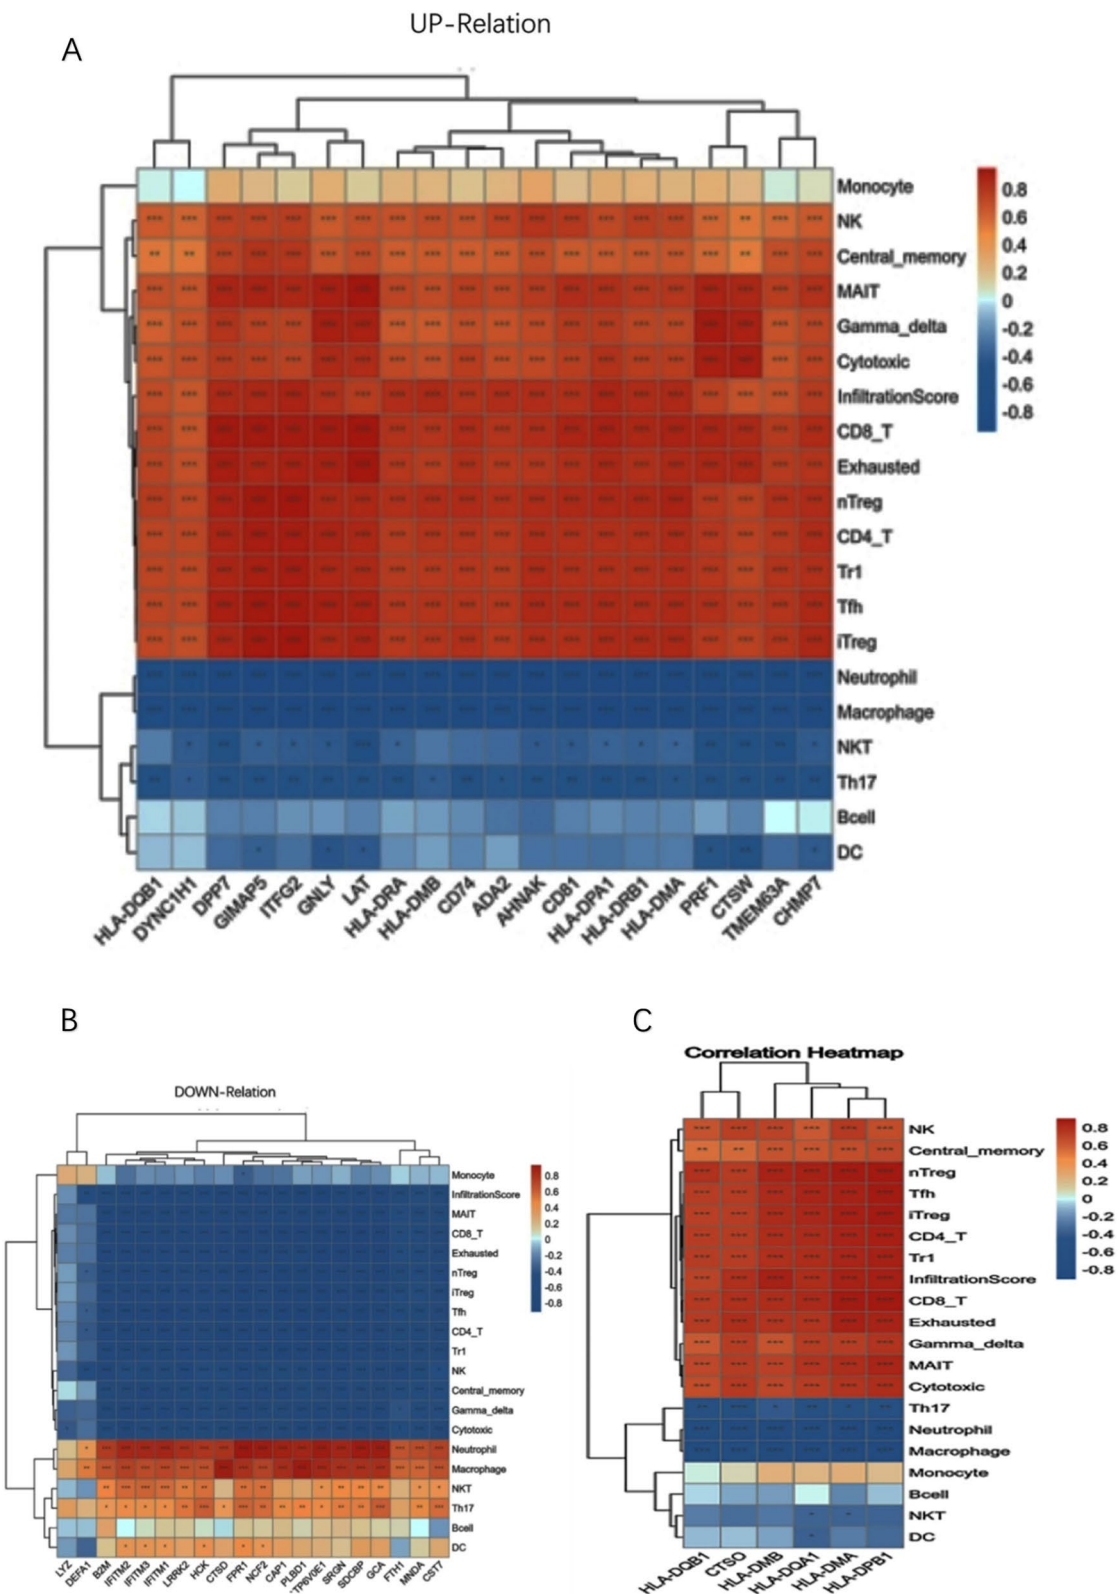 UP-Relation
A
Monocyte
NK
Central_memory
MAIT
Gamma_delta
Cytotoxic
InfiltrationScore
CD8_T
Exhausted
nTreg
CD4_T
Tr1
Tfh
iTreg
Neutrophil
Macrophage
NKT
Th17
Bcell
DC
0.8
0.6
0.4
0.2
0
-0.2
-0.4
-0.6
-0.8
HLA-DQB1
DYNC1H1
DPP7
GIMAP5
ITFG2
GNLY
LAT
HLA-DRA
HLA-DMB
CD74
ADA2
AHNAK
CD81
HLA-DPA1
HLA-DRB1
HLA-DMA
PRF1
CTSW
TMEM63A
CHMP7
B
DOWN-Relation
Monocyte
InfiltrationScore
MAIT
CD8_T
Exhausted
nTreg
iTreg
Tfh
CD4_T
Tr1
NK
Central_memory
Gamma_delta
Cytotoxic
Neutrophil
Macrophage
NKT
Th17
Bcell
DC
0.8
0.6
0.4
0.2
0
-0.2
-0.4
-0.6
-0.8
LYZ
DEFA1
B2M
IFITM2
IFITM3
IFITM1
LRRK2
HCK
CTSD
FPR1
NCF2
CAP1
PLBD1
TP6V0E1
SRGN
SDCBP
GCA
FTH1
MNDA
CST7
C
Correlation Heatmap
NK
Central_memory
nTreg
Tfh
iTreg
CD4_T
Tr1
InfiltrationScore
CD8_T
Exhausted
Gamma_delta
MAIT
Cytotoxic
Th17
Neutrophil
Macrophage
Monocyte
Bcell
NKT
DC
0.8
0.6
0.4
0.2
0
-0.2
-0.4
-0.6
-0.8
HLA-DQB1
CTSO
HLA-DMB
HLA-DQA1
HLA-DMA
HLA-DPB1